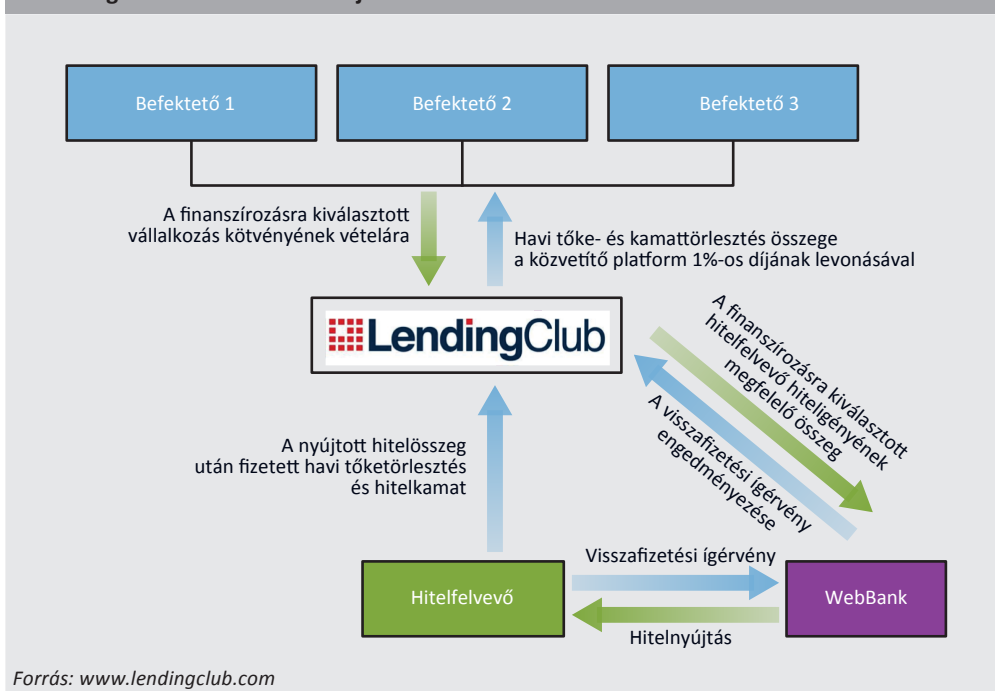 Befektető 1
Befektető 2
Befektető 3
A finanszírozásra kiválasztott
vállalkozás kötvényének vételára
Havi tőke- és kamattörlesztés összege
a közvetítő platform 1%-os díjának levonásával
LendingClub
A finanszírozásra kiválasztott
hitelfelvevő hiteligényének
megfelelő összeg
A visszafizetési ígérvény
engedményezése
A nyújtott hitelösszeg
után fizetett havi tőketörlesztés
és hitelkamat
Visszafizetési ígérvény
Hitelfelvevő
WebBank
Hitelnyújtás
Forrás: www.lendingclub.com